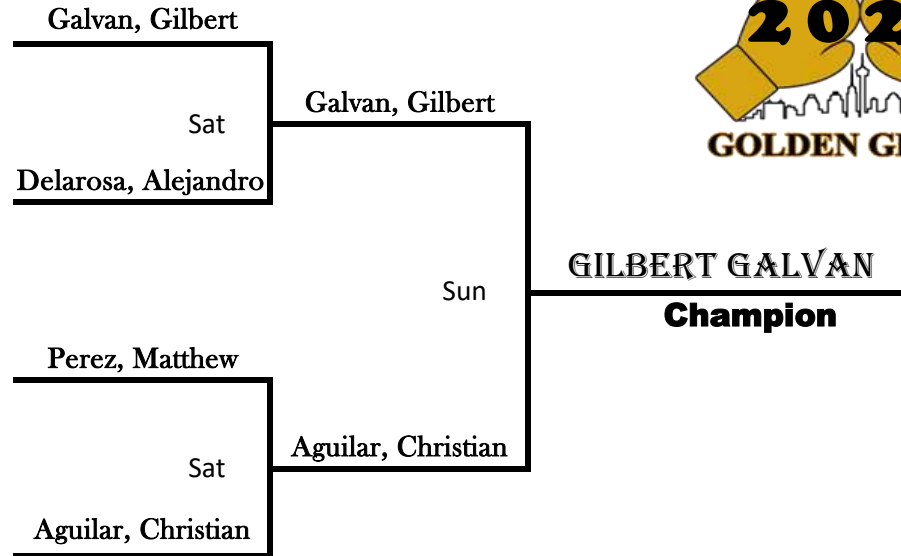 Galvan, Gilbert
202
Sat
Galvan, Gilbert
GOLDEN
Delarosa, Alejandro
GILBERT GALVAN
Sun
Champion
Perez, Matthew
Aguilar, Christian
Sat
Aguilar, Christian